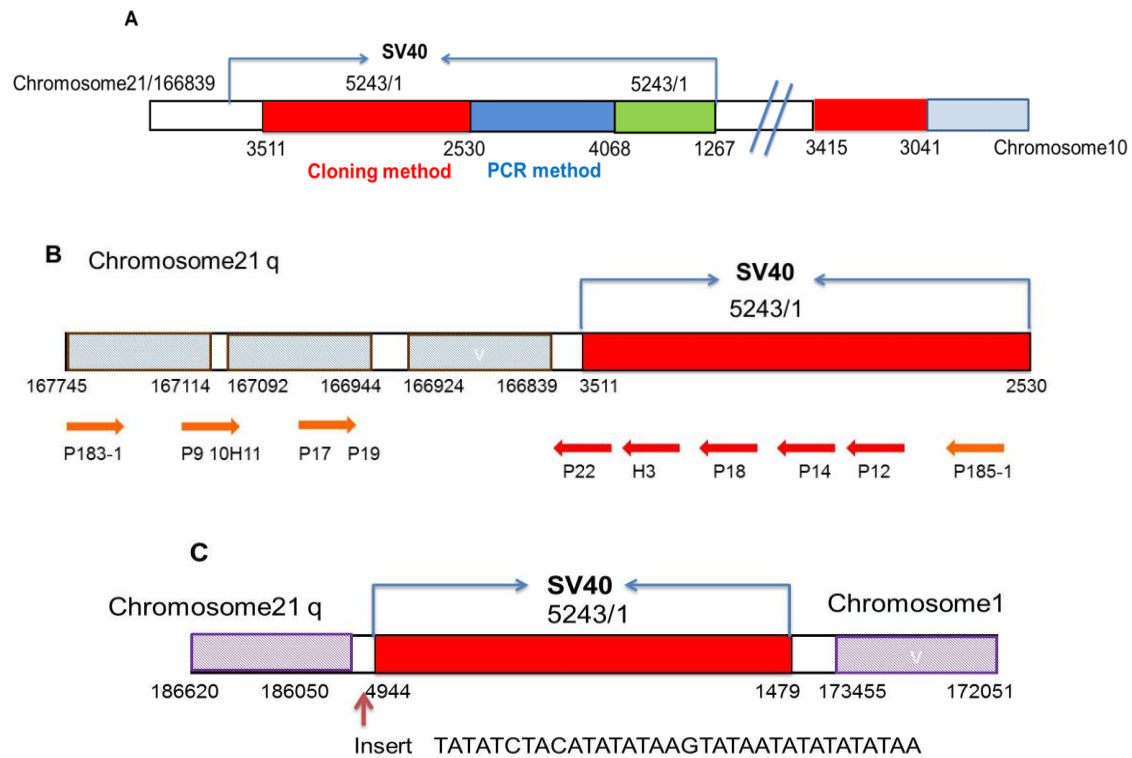 A
SV40
Chromosome21/166839
5243/1
5243/1
3511
2530
4068
1267
3415
3041
Chromosome10
Cloning method
PCR method
B
Chromosome21 q
SV40
5243/1
V
167745
167114
167092
166944
166924
166839
3511
2530
P183-1
P9 10H11
P17
P19
P22
H3
P18
P14
P12
P185-1
C
Chromosome21 q
SV40
5243/1
Chromosome1
V
186620
186050
4944
1479
173455
172051
Insert TATATCTACATATATAAGTATAATATATATATAA